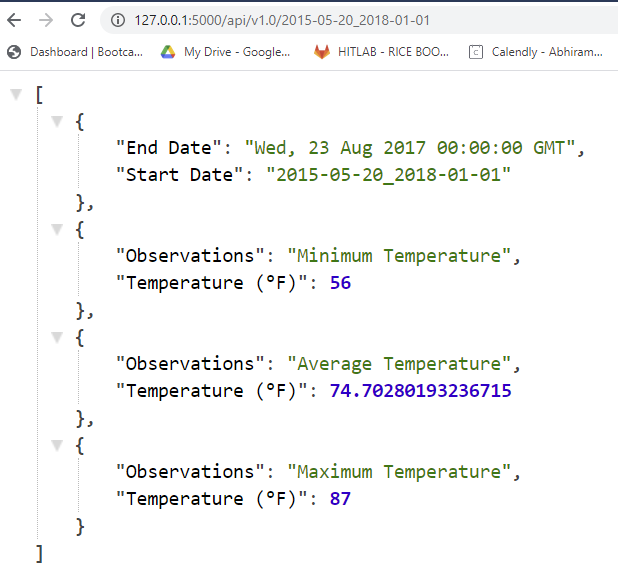 127.0.0.1:5000/api/v1.0/2015-05-20_2018-01-01
Dashboard | Bootca... My Drive - Google... HITLAB - RICE BOO... C Calendly - Abhiram...
[
{
"End Date": "Wed, 23 Aug 2017 00:00:00 GMT",
"Start Date": "2015-05-20_2018-01-01"
},
{
"Observations": "Minimum Temperature",
"Temperature (°F)": 56
},
{
"Observations": "Average Temperature",
"Temperature (°F)": 74.70280193236715
},
{
"Observations": "Maximum Temperature",
"Temperature (°F)": 87
}
]